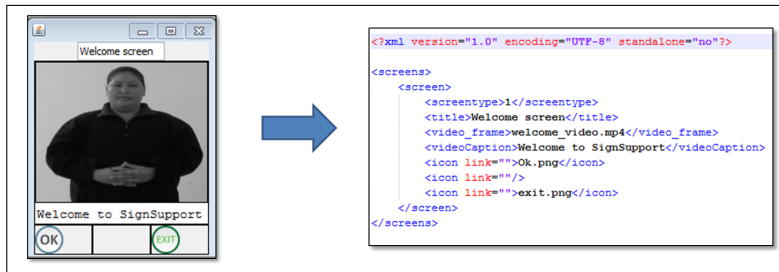 Welcome screen
Welcome to SignSupport
OK
EXIT
<?xml version="1.0" encoding="UTF-8" standalone="no"?>
<screens>
<screen>
<screentype>1</screentype>
<title>Welcome screen</title>
<video_frame>welcome_video.mp4</video_frame>
<videoCaption>Welcome to SignSupport</videoCaption>
<icon link="">Ok.png</icon>
<icon link=""/>
<icon link="">exit.png</icon>
</screen>
</screens>